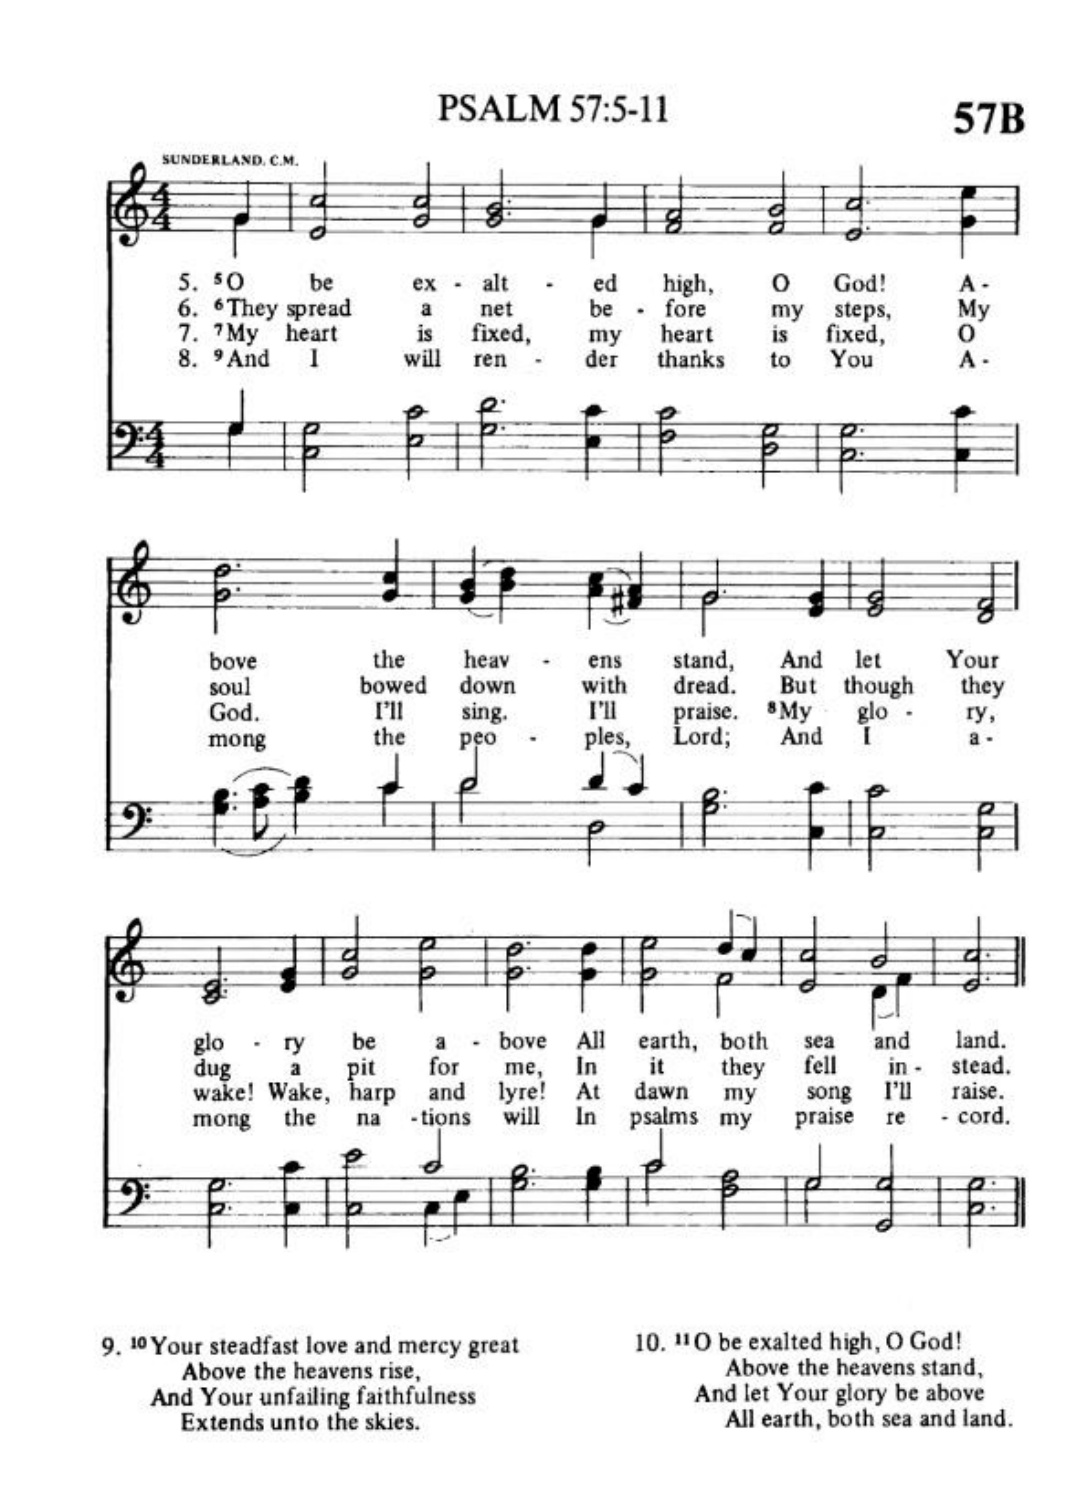 PSALM 57:5-11
57B
SUNDERLAND. C.M.
5. ⁵O be ex - alt - ed high, O God! A -
6. ⁶They spread a net be - fore my steps, My
7. ⁷My heart is fixed, my heart is fixed, O
8. ⁹And I will ren - der thanks to You A -
bove the heav - ens stand, And let Your
soul bowed down with dread. But though they
God. I'll sing. I'll praise. ⁸My glo - ry,
mong the peo - ples, Lord; And I a -
glo - ry be a - bove All earth, both sea and land.
dug a pit for me, In it they fell in - stead.
wake! Wake, harp and lyre! At dawn my song I'll raise.
mong the na - tions will In psalms my praise re - cord.
9. ¹⁰Your steadfast love and mercy great
Above the heavens rise,
And Your unfailing faithfulness
Extends unto the skies.
10. ¹¹O be exalted high, O God!
Above the heavens stand,
And let Your glory be above
All earth, both sea and land.